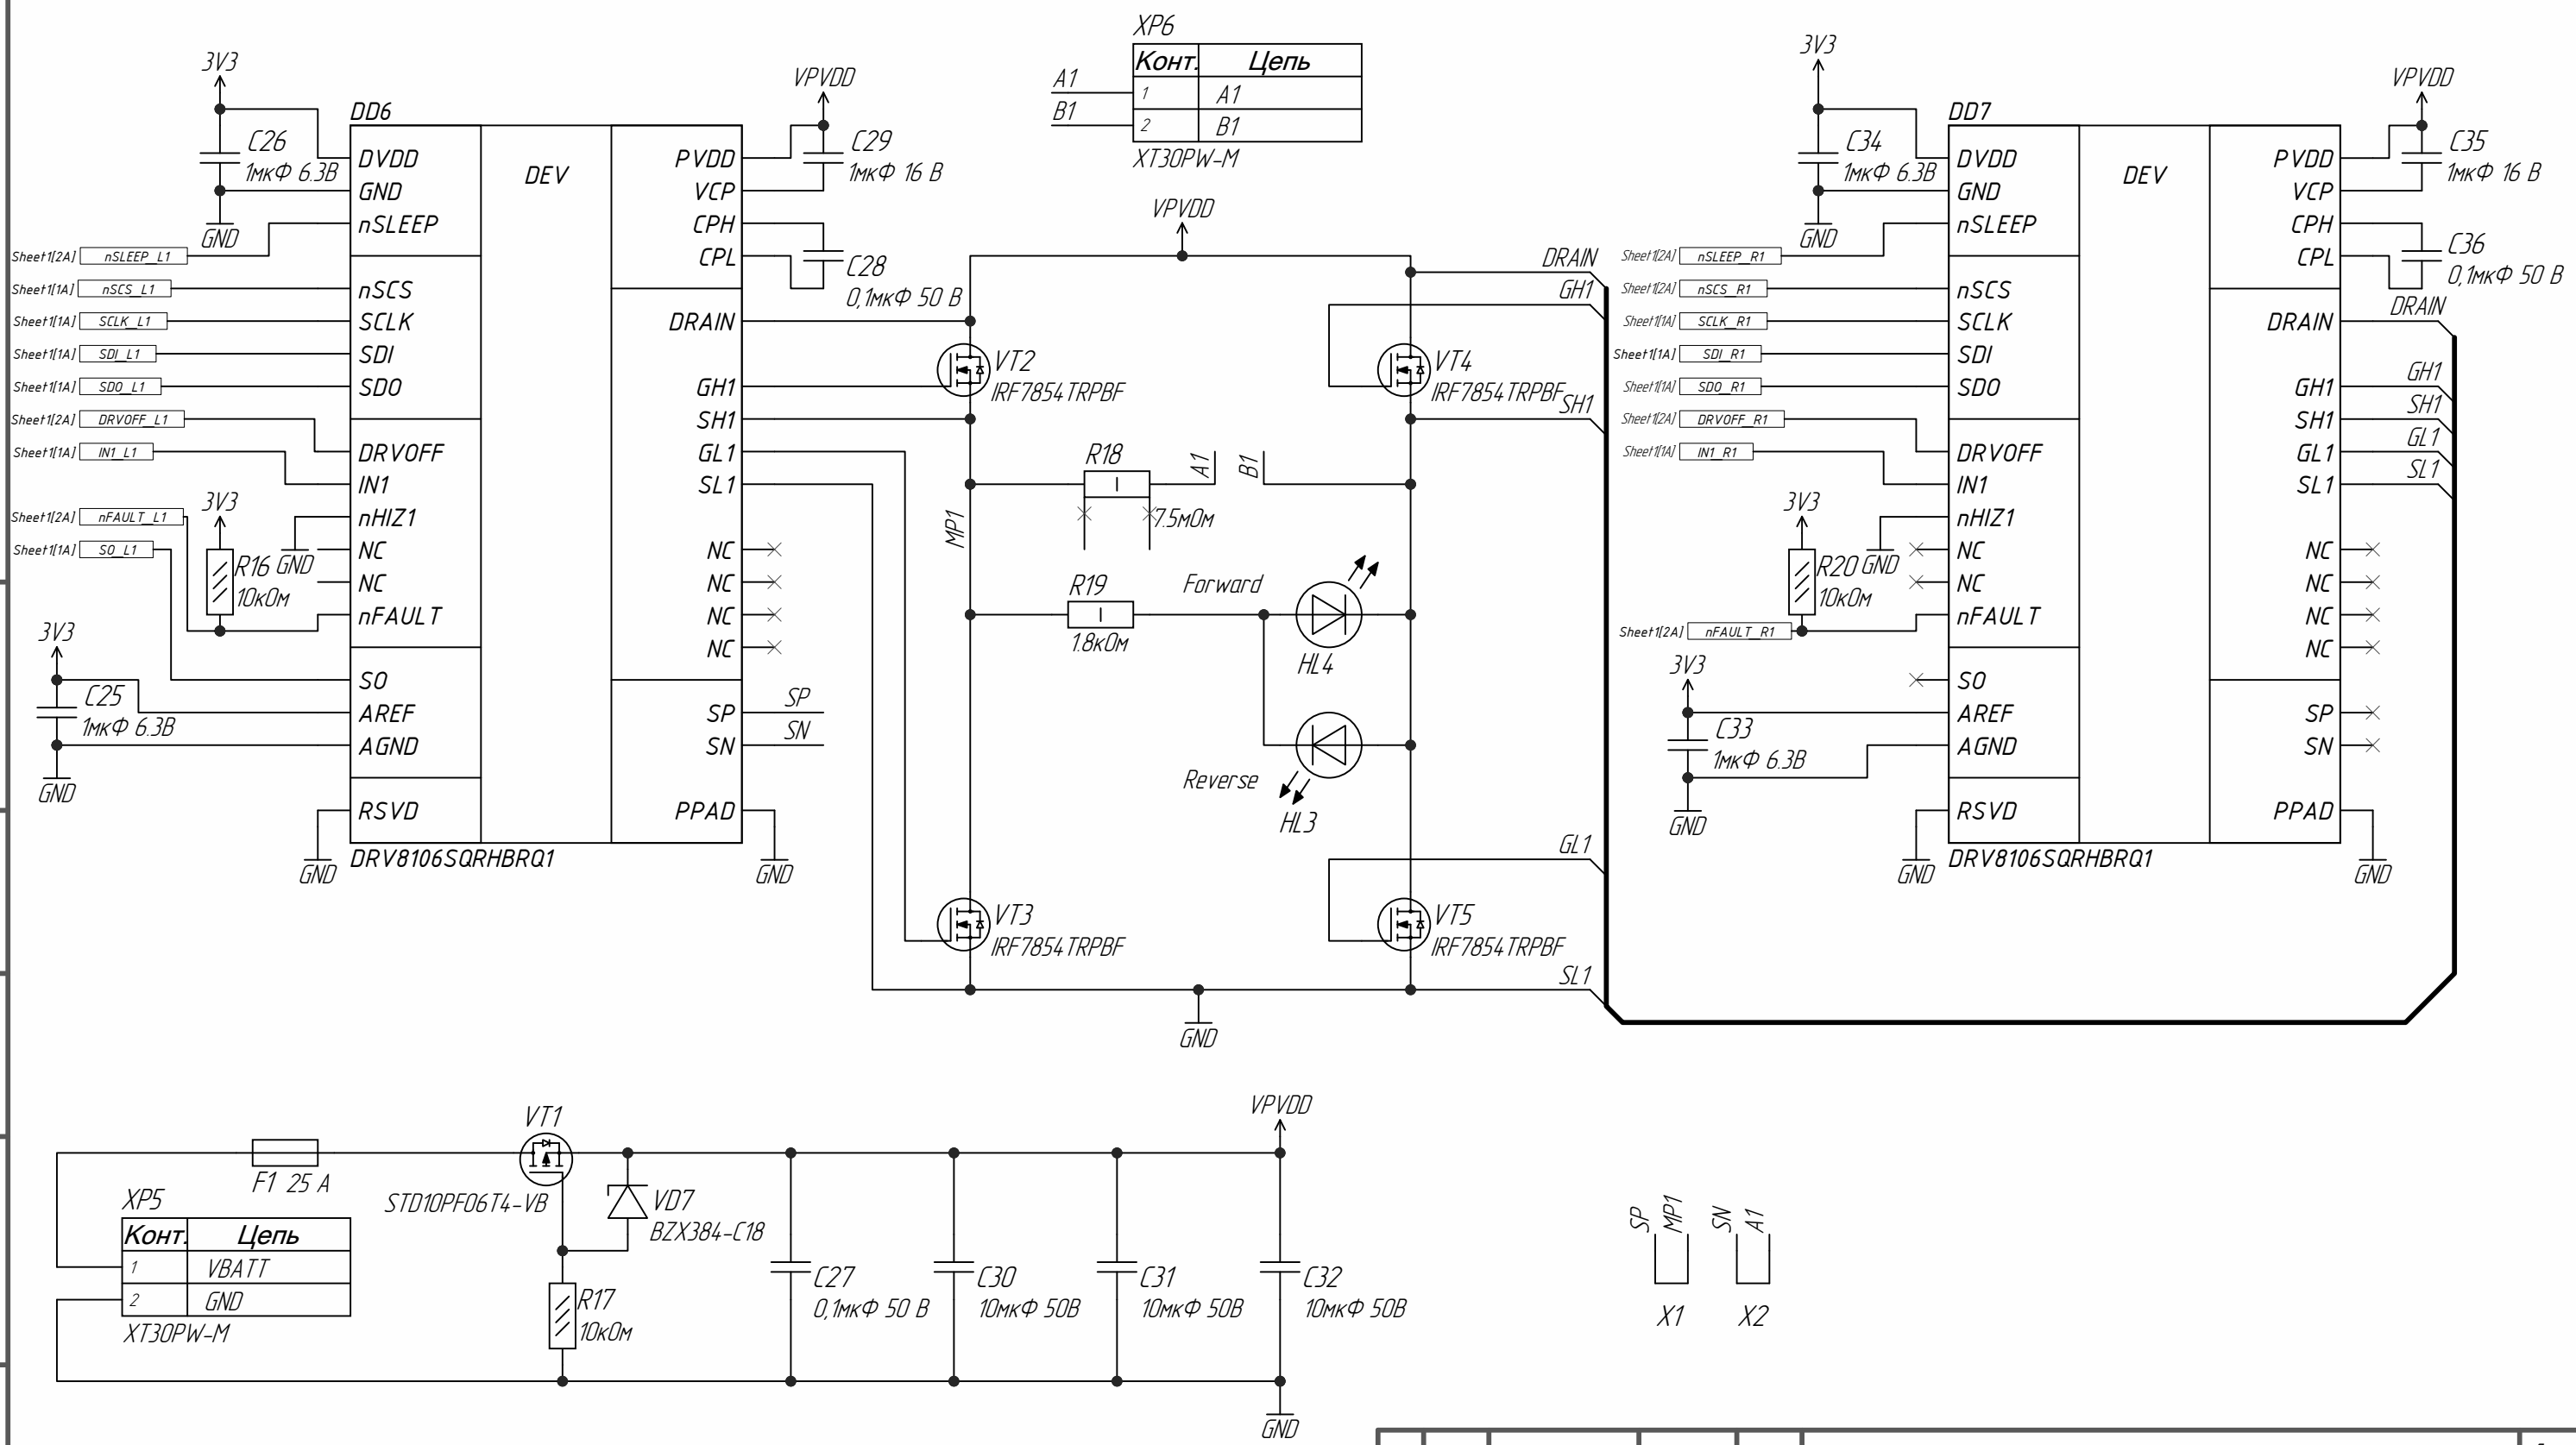 XP6
Конт. Цепь
1 A1
2 B1
XT30PW-M
A1
B1
3V3
C26
1мкФ 6.3В
GND
DD6
DEV
DVDD
GND
nSLEEP
nSCS
SCLK
SDI
SDO
DRVOFF
IN1
nHIZ1
NC
NC
nFAULT
SO
AREF
AGND
RSVD
PVDD
VCP
CPH
CPL
DRAIN
GH1
SH1
GL1
SL1
NC
NC
NC
NC
SP
SN
PPAD
DRV8106SQRHBRQ1
Sheet1[2A] nSLEEP_L1
Sheet1[1A] nSCS_L1
Sheet1[1A] SCLK_L1
Sheet1[1A] SDI_L1
Sheet1[1A] SDO_L1
Sheet1[2A] DRVOFF_L1
Sheet1[1A] IN1_L1
Sheet1[2A] nFAULT_L1
Sheet1[1A] SO_L1
3V3
R16
10кОм
GND
3V3
C25
1мкФ 6.3В
GND
GND
VPVDD
C29
1мкФ 16 В
C28
0,1мкФ 50 В
SP
SN
GND
VPVDD
VT2
IRF7854TRPBF
VT4
IRF7854TRPBF
DRAIN
GH1
SH1
R18
7.5мОм
A1
B1
MP1
R19
1.8кОм
Forward
HL4
Reverse
HL3
VT3
IRF7854TRPBF
VT5
IRF7854TRPBF
GL1
SL1
GND
3V3
C34
1мкФ 6.3В
GND
DD7
DEV
DVDD
GND
nSLEEP
nSCS
SCLK
SDI
SDO
DRVOFF
IN1
nHIZ1
NC
NC
nFAULT
SO
AREF
AGND
RSVD
PVDD
VCP
CPH
CPL
DRAIN
GH1
SH1
GL1
SL1
NC
NC
NC
NC
SP
SN
PPAD
DRV8106SQRHBRQ1
Sheet1[2A] nSLEEP_R1
Sheet1[2A] nSCS_R1
Sheet1[1A] SCLK_R1
Sheet1[1A] SDI_R1
Sheet1[1A] SDO_R1
Sheet1[2A] DRVOFF_R1
Sheet1[1A] IN1_R1
3V3
R20
10кОм
GND
Sheet1[2A] nFAULT_R1
3V3
C33
1мкФ 6.3В
GND
GND
VPVDD
C35
1мкФ 16 В
C36
0,1мкФ 50 В
DRAIN
GH1
SH1
GL1
SL1
GND
F1 25 А
VT1
STD10PF06T4-VB
VD7
BZX384-C18
R17
10кОм
XP5
Конт. Цепь
1 VBATT
2 GND
XT30PW-M
C27
0,1мкФ 50 В
C30
10мкФ 50В
C31
10мкФ 50В
C32
10мкФ 50В
VPVDD
GND
SP
MP1
SN
A1
X1
X2